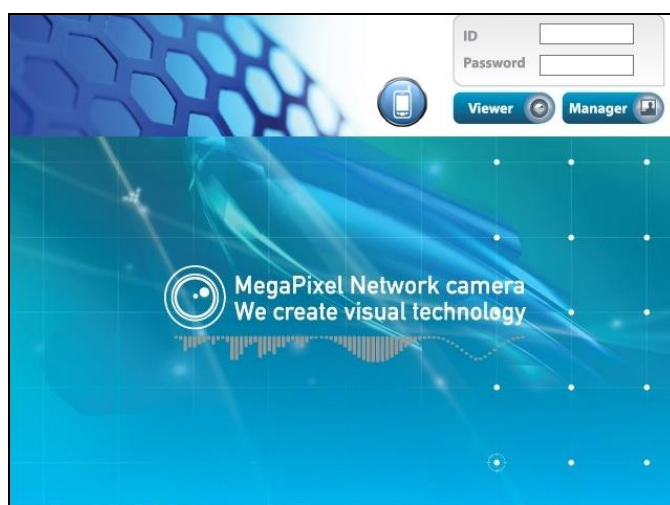 ID
Password
Viewer
Manager
MegaPixel Network camera
We create visual technology